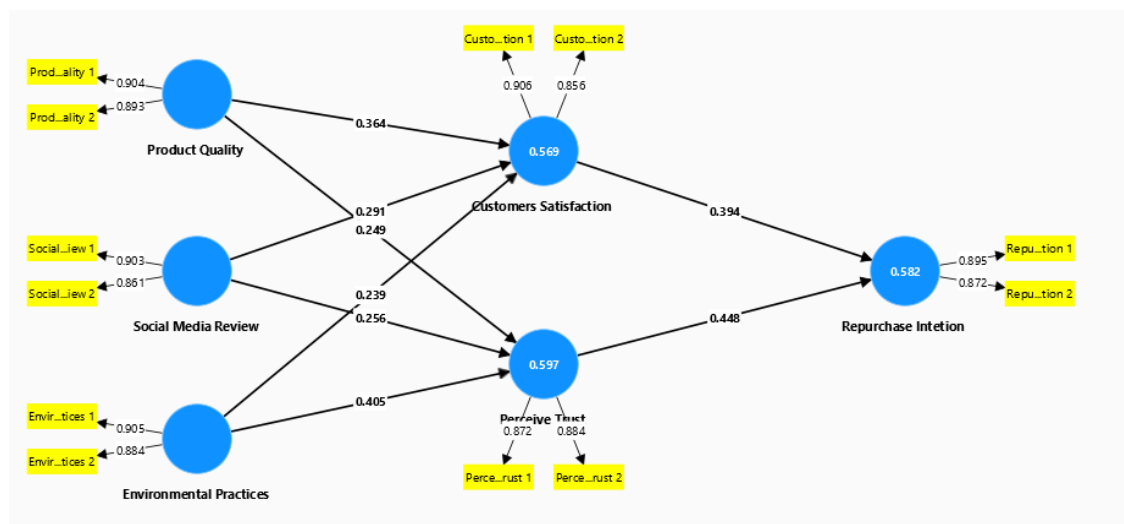 Custo...tion 1
Custo...tion 2
Prod...ality 1
0.904
0.893
Prod...ality 2
Product Quality
0.906
0.856
0.364
0.569
Customers Satisfaction
0.291
0.249
0.394
Social...iew 1
0.903
0.861
Social...iew 2
Social Media Review
0.239
0.256
0.582
Repurchase Intetion
0.895
0.872
Repu...tion 1
Repu...tion 2
0.448
0.597
Perceive Trust
0.872
0.884
Perce...rust 1
Perce...rust 2
0.405
Envir...tices 1
0.905
0.884
Envir...tices 2
Environmental Practices